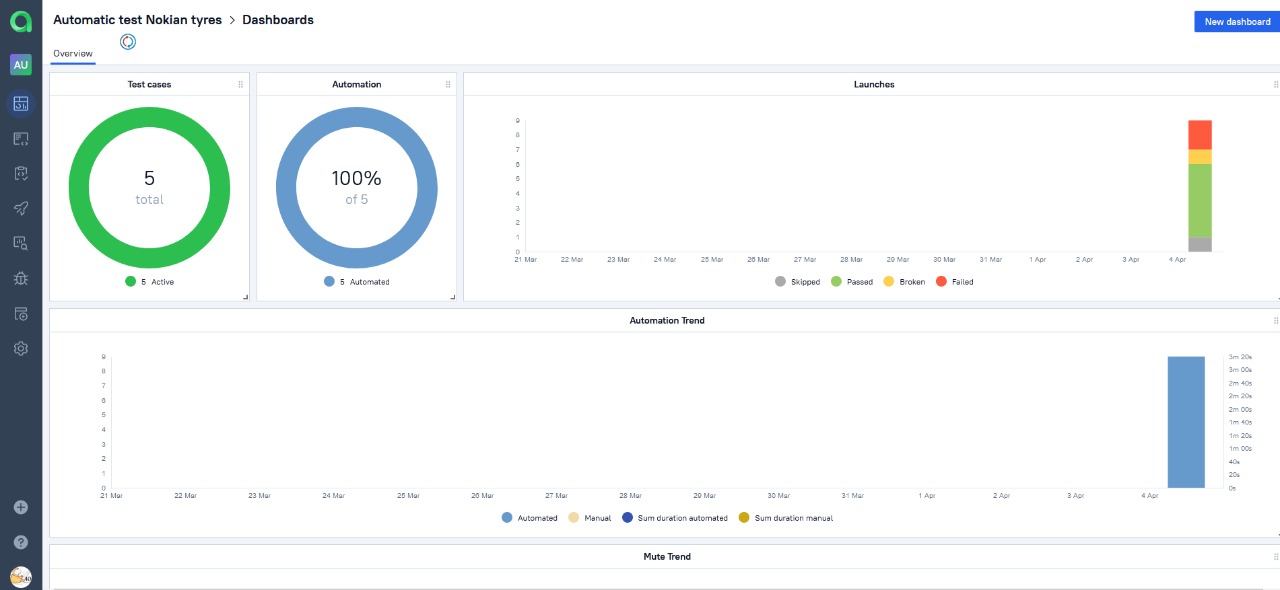 Automatic test Nokian tyres > Dashboards
New dashboard
Overview
AU
Test cases
5
total
5 Active
Automation
100%
of 5
5 Automated
Launches
9
8
7
6
5
4
3
2
1
0
21 Mar 22 Mar 23 Mar 24 Mar 25 Mar 26 Mar 27 Mar 28 Mar 29 Mar 30 Mar 31 Mar 1 Apr 2 Apr 3 Apr 4 Apr
Skipped Passed Broken Failed
Automation Trend
9
8
7
6
5
4
3
2
1
0
3m 20s
3m 00s
2m 40s
2m 20s
2m 00s
1m 40s
1m 20s
1m 00s
40s
20s
0s
21 Mar 22 Mar 23 Mar 24 Mar 25 Mar 26 Mar 27 Mar 28 Mar 29 Mar 30 Mar 31 Mar 1 Apr 2 Apr 3 Apr 4 Apr
Automated Manual Sum duration automated Sum duration manual
Mute Trend